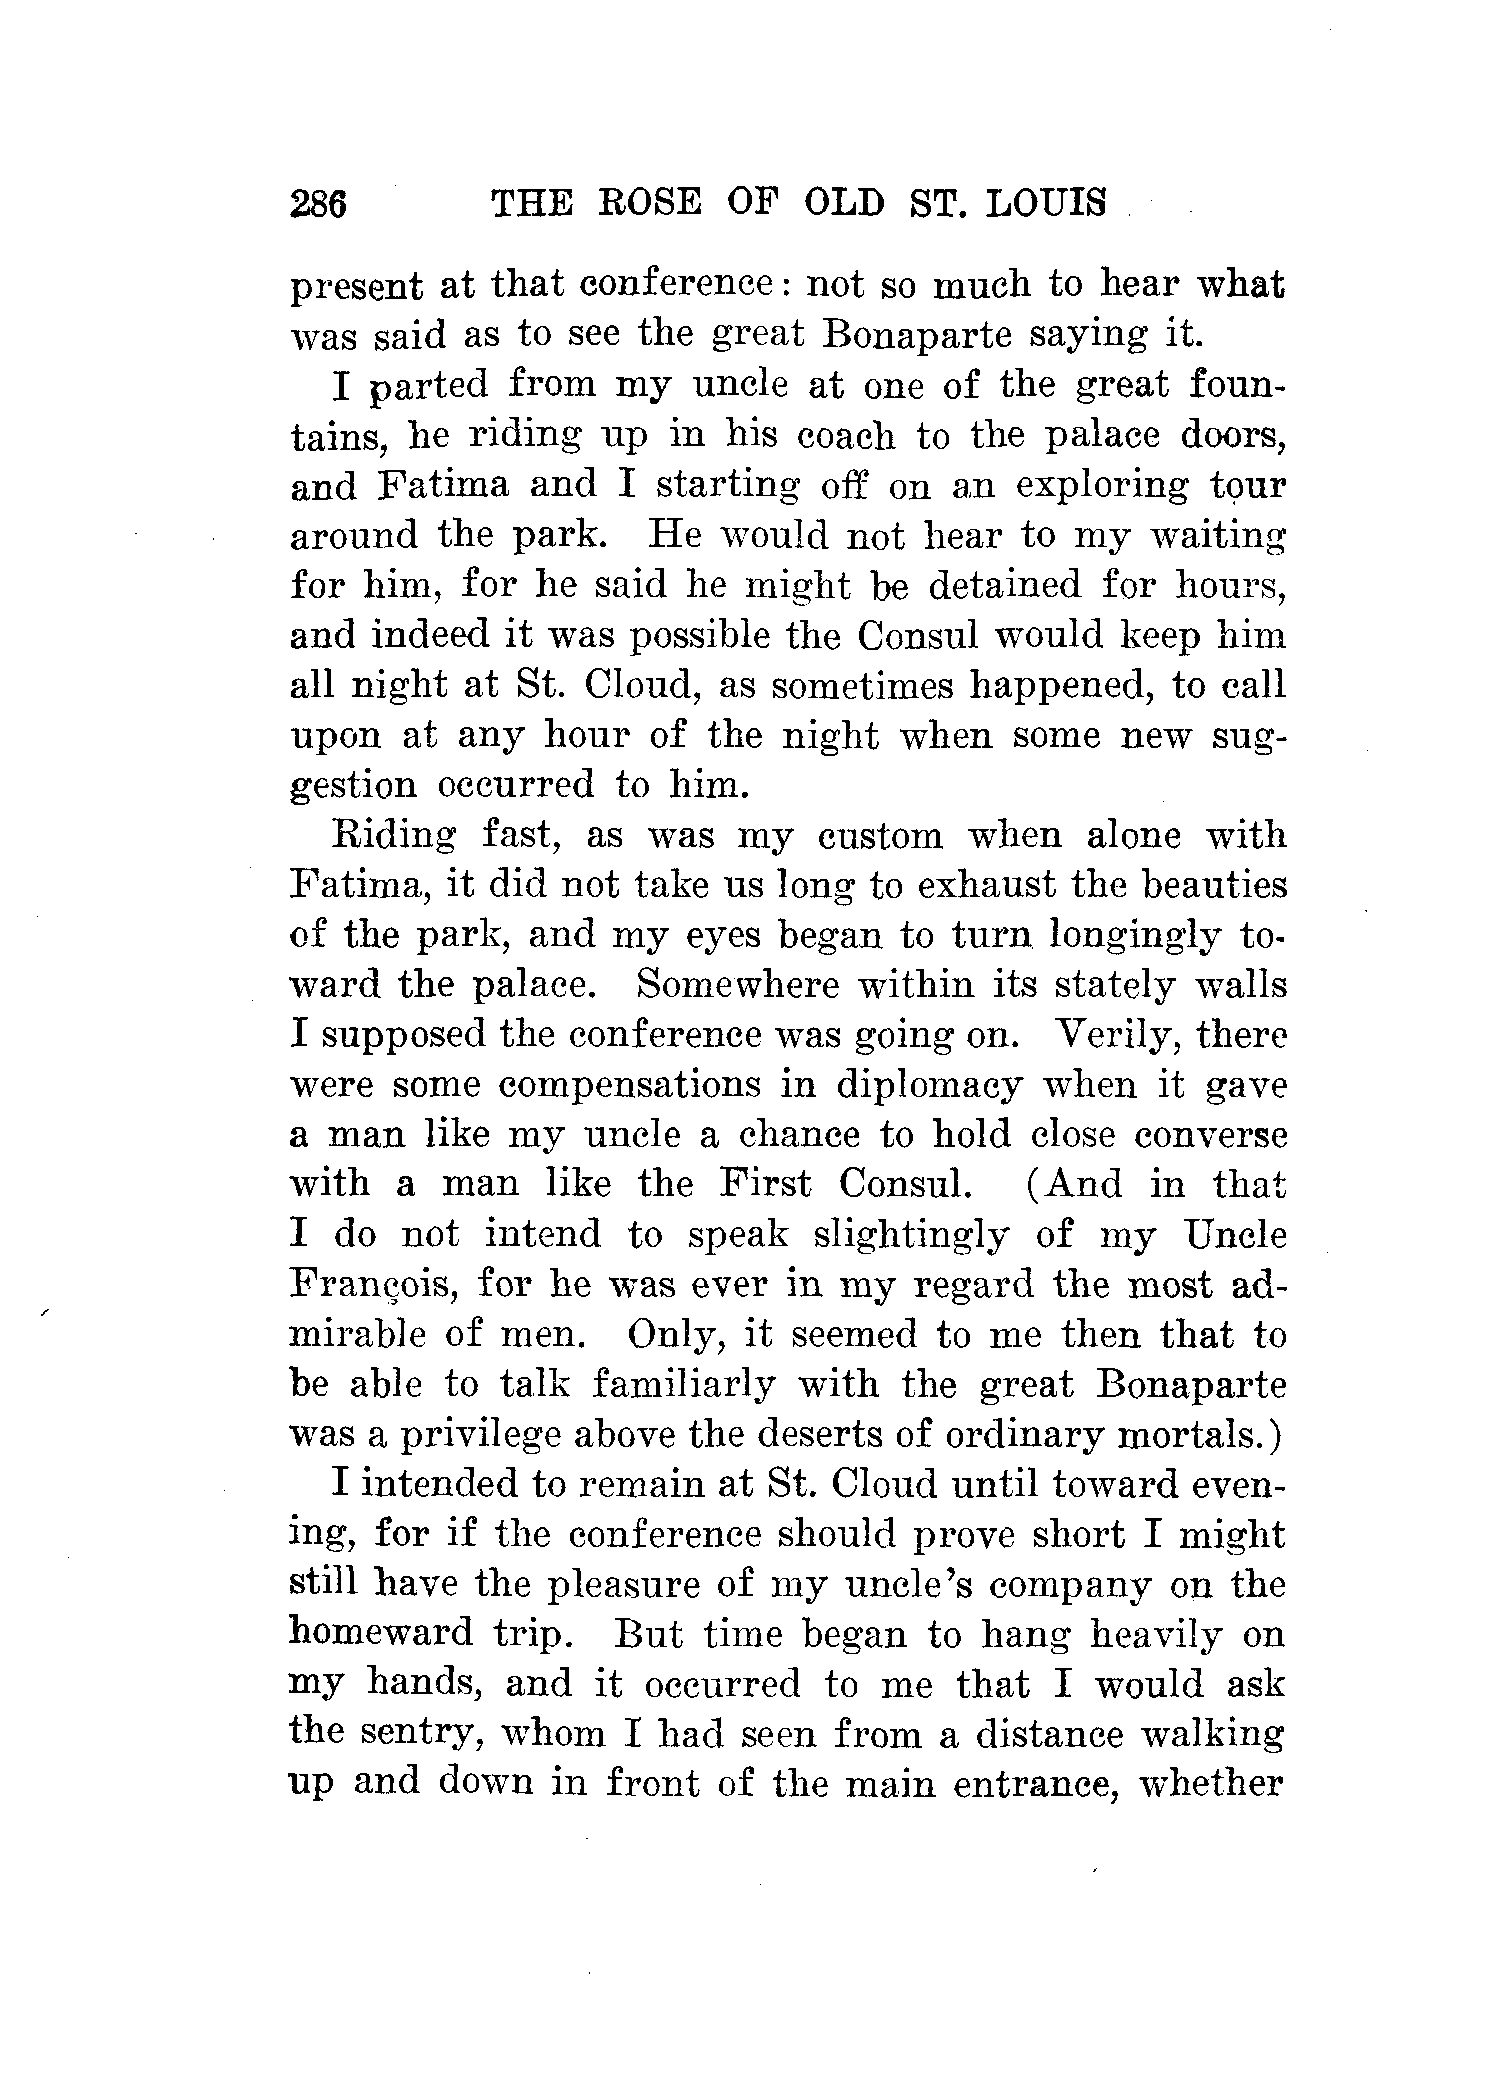 286 THE ROSE OF OLD ST. LOUIS
present at that conference: not so much to hear what
was said as to see the great Bonaparte saying it.
I parted from my uncle at one of the great foun-
tains, he riding up in his coach to the palace doors,
and Fatima and I starting off on an exploring tour
around the park. He would not hear to my waiting
for him, for he said he might be detained for hours,
and indeed it was possible the Consul would keep him
all night at St. Cloud, as sometimes happened, to call
upon at any hour of the night when some new sug-
gestion occurred to him.
Riding fast, as was my custom when alone with
Fatima, it did not take us long to exhaust the beauties
of the park, and my eyes began to turn longingly to-
ward the palace. Somewhere within its stately walls
I supposed the conference was going on. Verily, there
were some compensations in diplomacy when it gave
a man like my uncle a chance to hold close converse
with a man like the First Consul. (And in that
I do not intend to speak slightingly of my Uncle
François, for he was ever in my regard the most ad-
mirable of men. Only, it seemed to me then that to
be able to talk familiarly with the great Bonaparte
was a privilege above the deserts of ordinary mortals.)
I intended to remain at St. Cloud until toward even-
ing, for if the conference should prove short I might
still have the pleasure of my uncle's company on the
homeward trip. But time began to hang heavily on
my hands, and it occurred to me that I would ask
the sentry, whom I had seen from a distance walking
up and down in front of the main entrance, whether